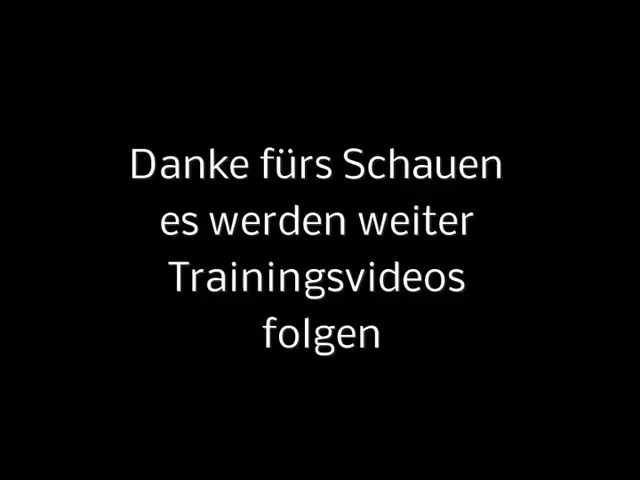 Danke fürs Schauen
es werden weiter
Trainingsvideos
folgen